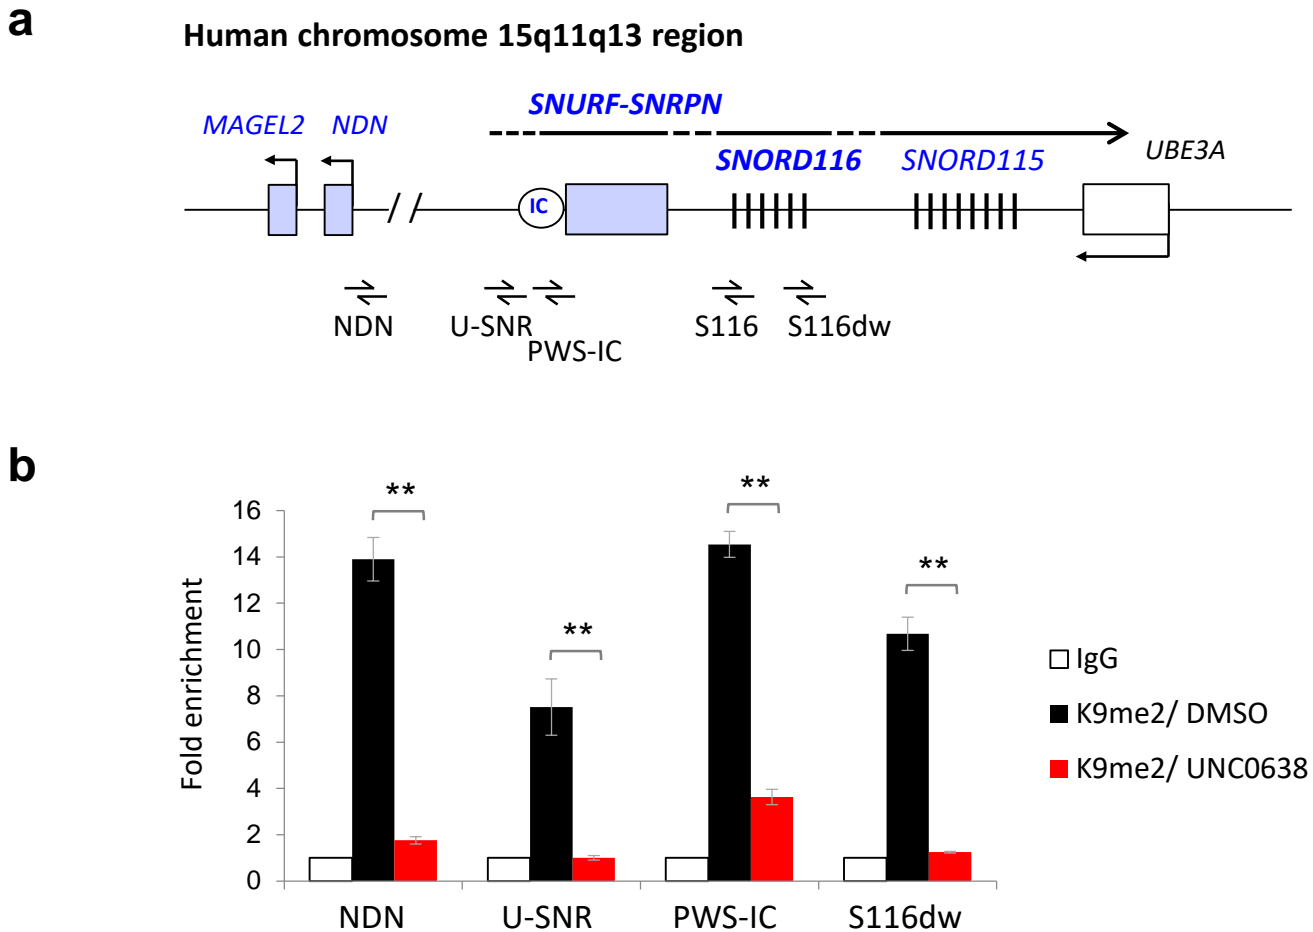 a
Human chromosome 15q11q13 region
SNURF-SNRPN
MAGEL2 NDN
SNORD116 SNORD115 UBE3A
IC
NDN U-SNR S116 S116dw
PWS-IC
b
** ** ** **
Fold enrichment
16
14
12
10
8
6
4
2
0
NDN U-SNR PWS-IC S116dw
IgG
K9me2/ DMSO
K9me2/ UNC0638